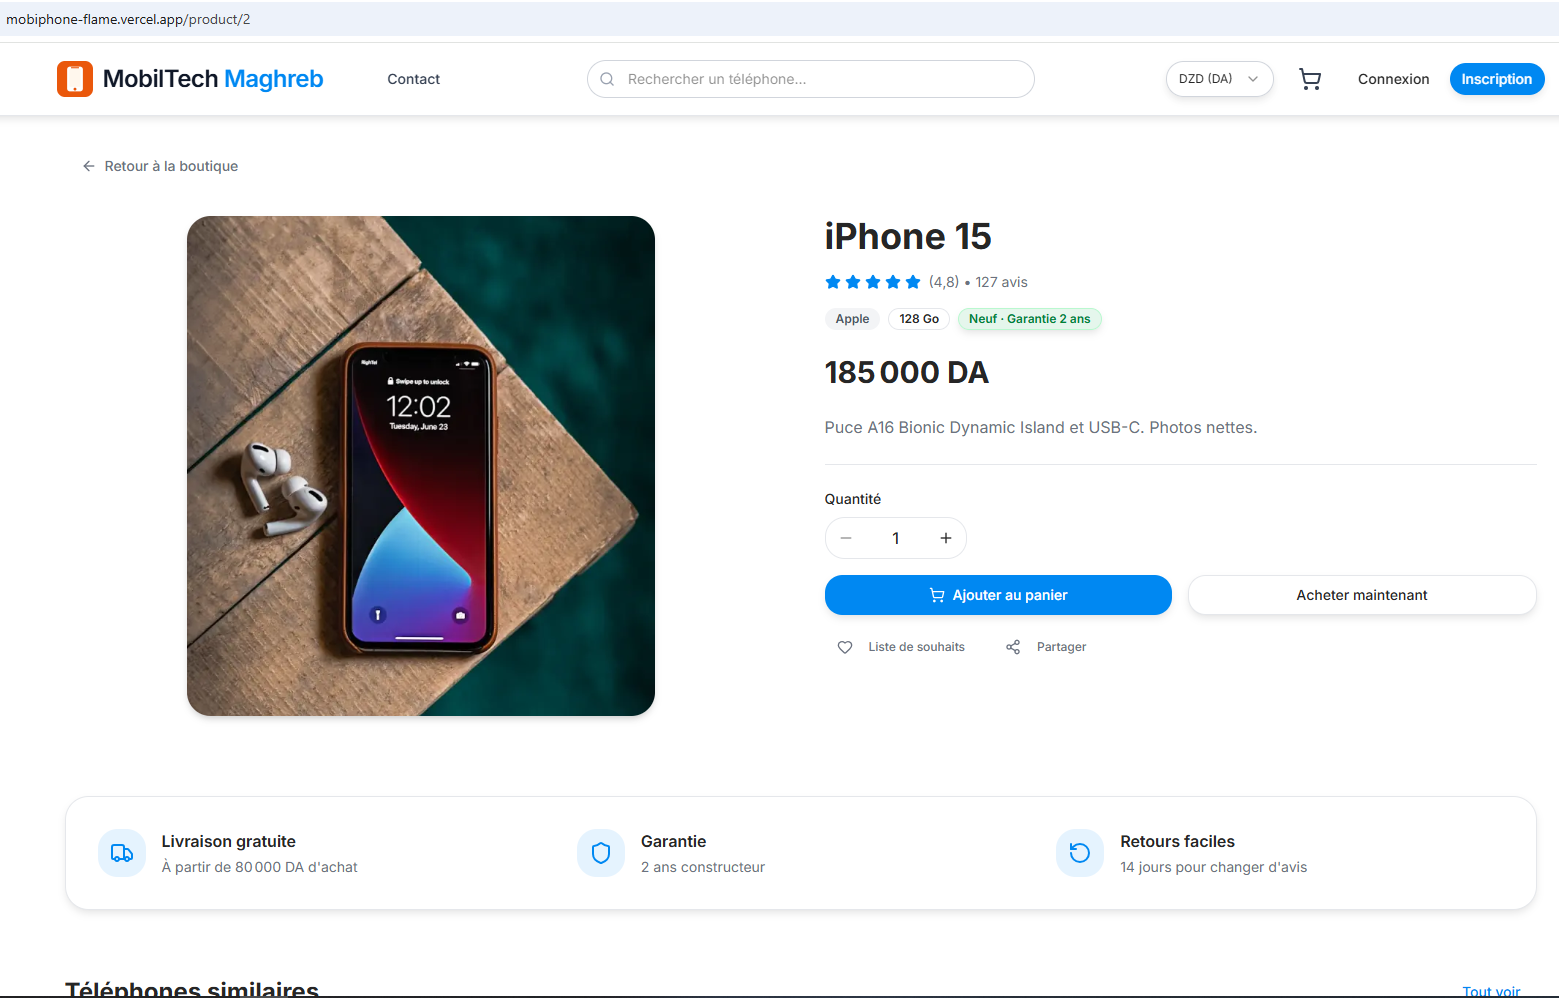 mobiphone-flame.vercel.app/product/2
MobilTech Maghreb
Contact
Rechercher un téléphone...
DZD (DA)
Connexion
Inscription
Retour à la boutique
Swipe up to unlock
12:02
Tuesday, June 23
iPhone 15
(4,8) • 127 avis
Apple
128 Go
Neuf · Garantie 2 ans
185 000 DA
Puce A16 Bionic Dynamic Island et USB-C. Photos nettes.
Quantité
1
Ajouter au panier
Acheter maintenant
Liste de souhaits
Partager
Livraison gratuite
À partir de 80 000 DA d'achat
Garantie
2 ans constructeur
Retours faciles
14 jours pour changer d'avis
Téléphones similaires
Tout voir